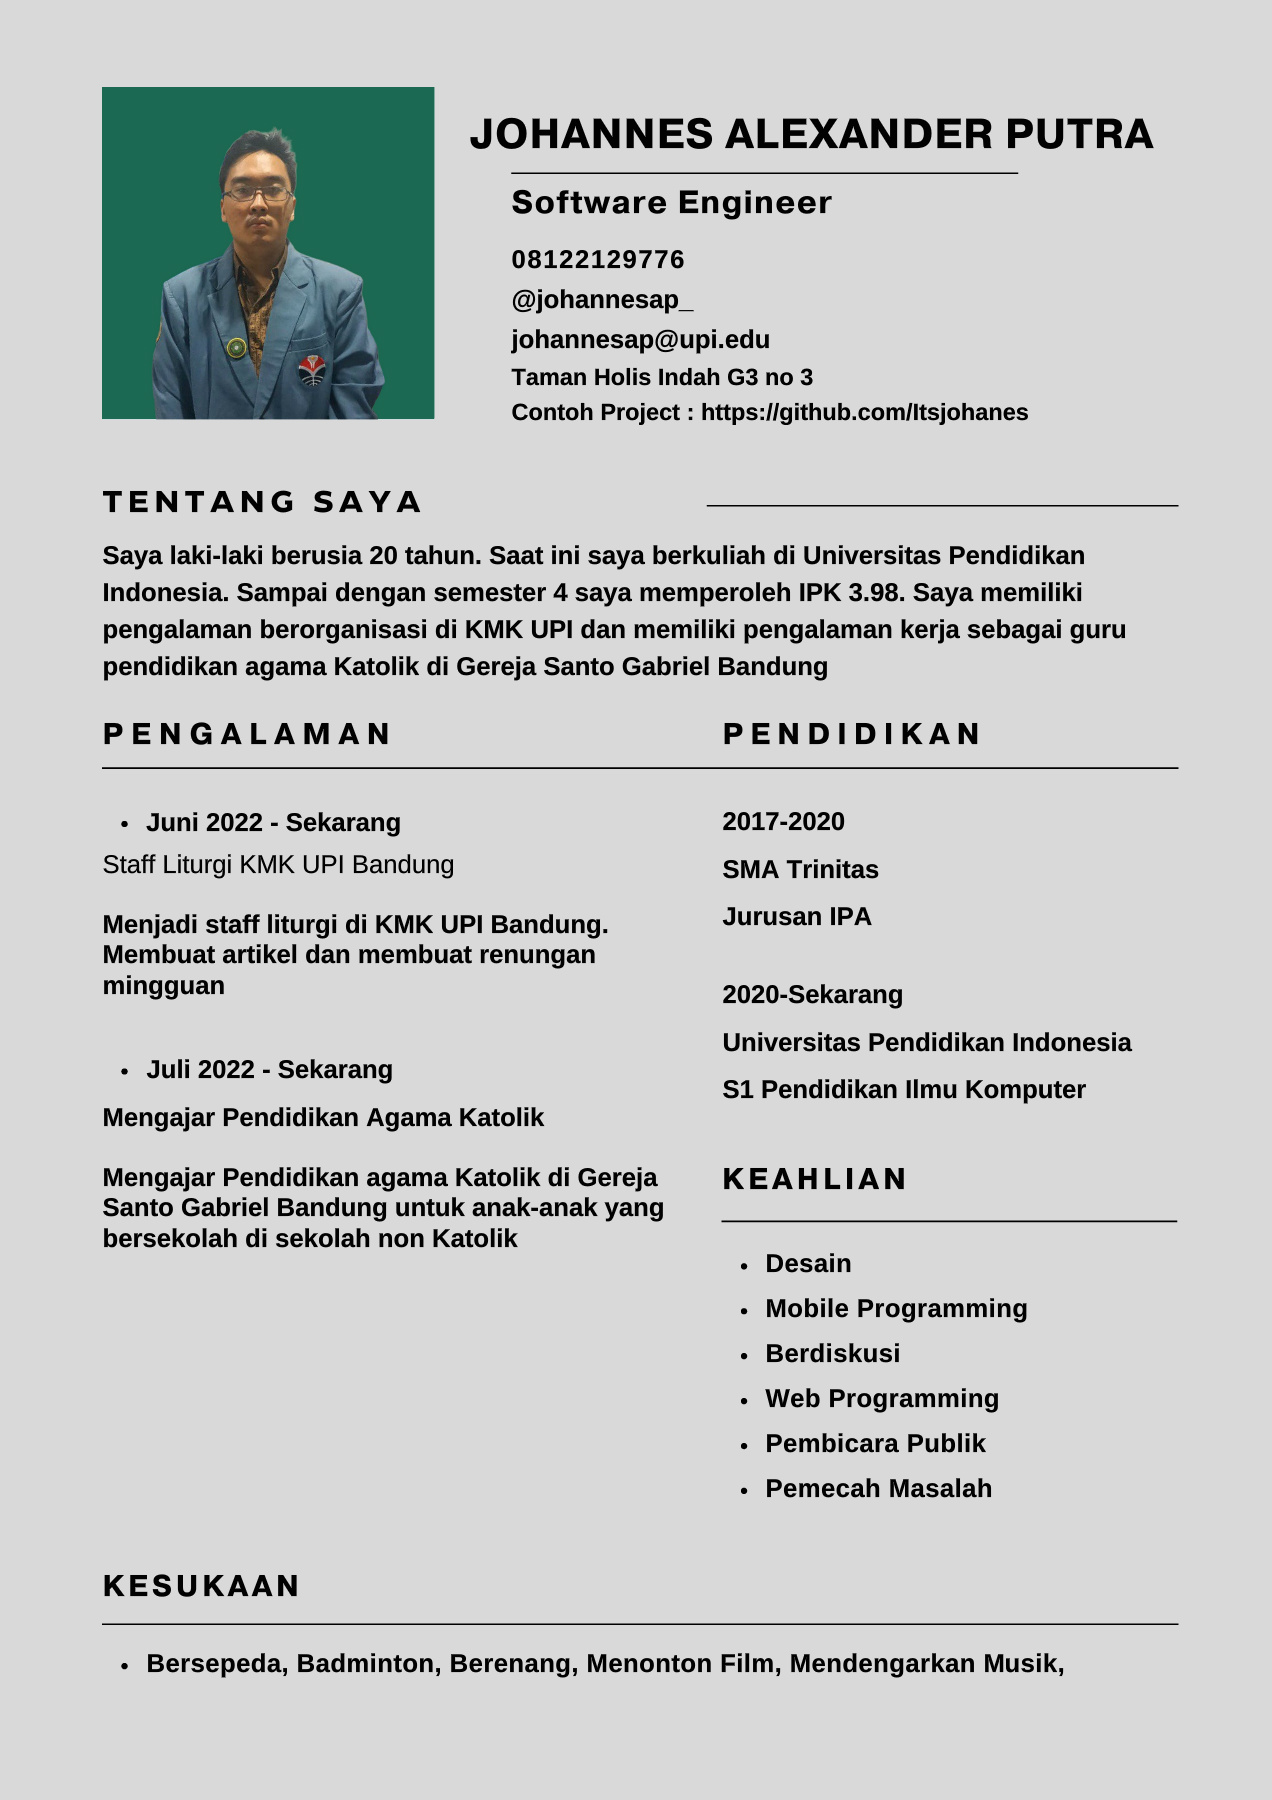 JOHANNES ALEXANDER PUTRA
Software Engineer
08122129776
@johannesap_
johannesap@upi.edu
Taman Holis Indah G3 no 3
Contoh Project : https://github.com/Itsjohanes
TENTANG SAYA
Saya laki-laki berusia 20 tahun. Saat ini saya berkuliah di Universitas Pendidikan
Indonesia. Sampai dengan semester 4 saya memperoleh IPK 3.98. Saya memiliki
pengalaman berorganisasi di KMK UPI dan memiliki pengalaman kerja sebagai guru
pendidikan agama Katolik di Gereja Santo Gabriel Bandung
PENGALAMAN
• Juni 2022 - Sekarang
Staff Liturgi KMK UPI Bandung
Menjadi staff liturgi di KMK UPI Bandung.
Membuat artikel dan membuat renungan
mingguan
• Juli 2022 - Sekarang
Mengajar Pendidikan Agama Katolik
Mengajar Pendidikan agama Katolik di Gereja
Santo Gabriel Bandung untuk anak-anak yang
bersekolah di sekolah non Katolik
PENDIDIKAN
2017-2020
SMA Trinitas
Jurusan IPA
2020-Sekarang
Universitas Pendidikan Indonesia
S1 Pendidikan Ilmu Komputer
KEAHLIAN
• Desain
• Mobile Programming
• Berdiskusi
• Web Programming
• Pembicara Publik
• Pemecah Masalah
KESUKAAN
• Bersepeda, Badminton, Berenang, Menonton Film, Mendengarkan Musik,